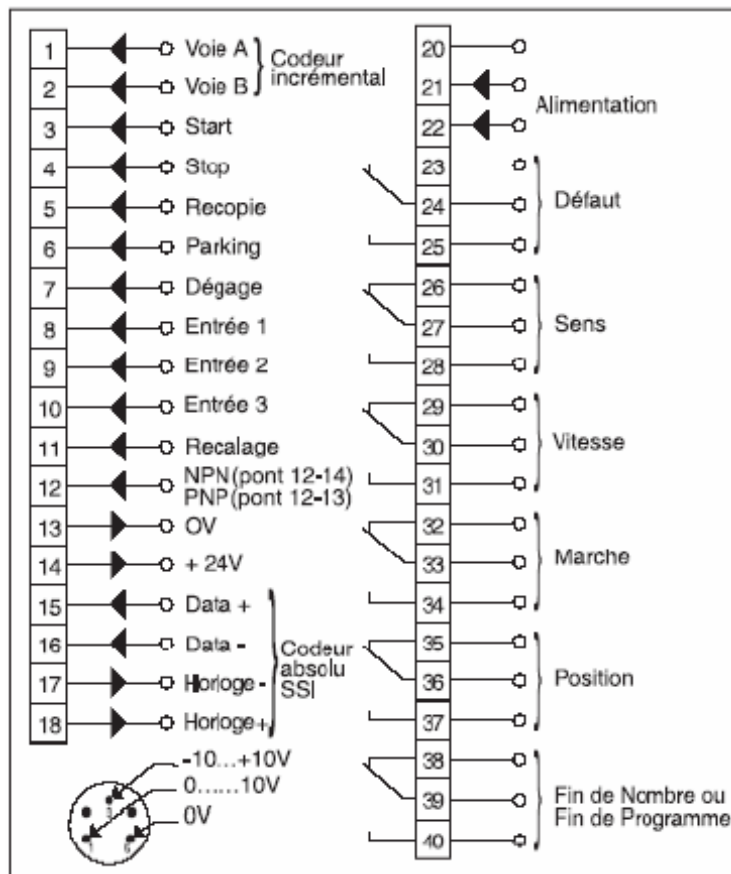 1 Voie A
2 Voie B
Codeur
incrémental
3 Start
4 Stop
5 Recopie
6 Parking
7 Dégage
8 Entrée 1
9 Entrée 2
10 Entrée 3
11 Recalage
12 NPN(pont 12-14)
PNP(pont 12-13)
13 OV
14 + 24V
15 Data +
16 Data -
17 Horloge -
18 Horloge+
Codeur
absolu
SSI
-10...+10V
0......10V
0V
20
21
22
Alimentation
23
24
25
Défaut
26
27
28
Sens
29
30
31
Vitesse
32
33
34
Marche
35
36
37
Position
38
39
40
Fin de Nombre ou
Fin de Programme